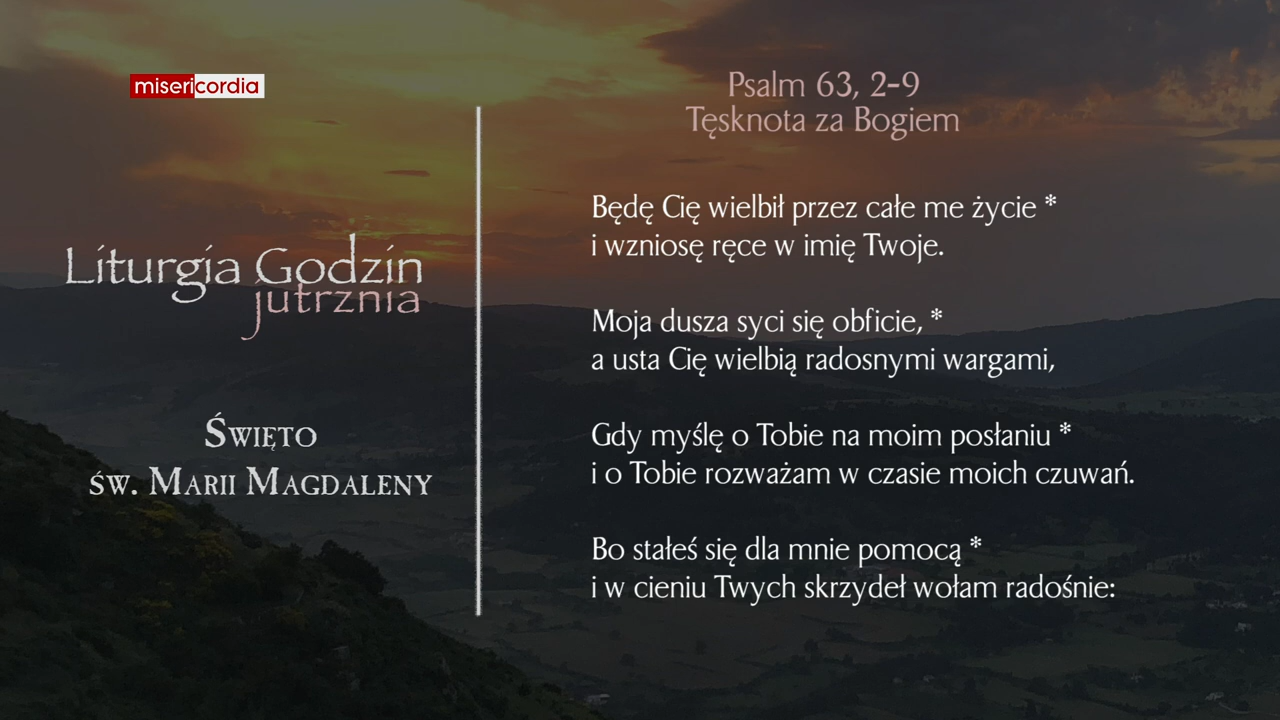 misericordia
Liturgia Godzin
jutrznia
Święto
św. Marii Magdaleny
Psalm 63, 2-9
Tęsknota za Bogiem
Będę Cię wielbił przez całe me życie *
i wzniosę ręce w imię Twoje.
Moja dusza syci się obficie, *
a usta Cię wielbią radosnymi wargami,
Gdy myślę o Tobie na moim posłaniu *
i o Tobie rozważam w czasie moich czuwań.
Bo stałeś się dla mnie pomocą *
i w cieniu Twych skrzydeł wołam radośnie: